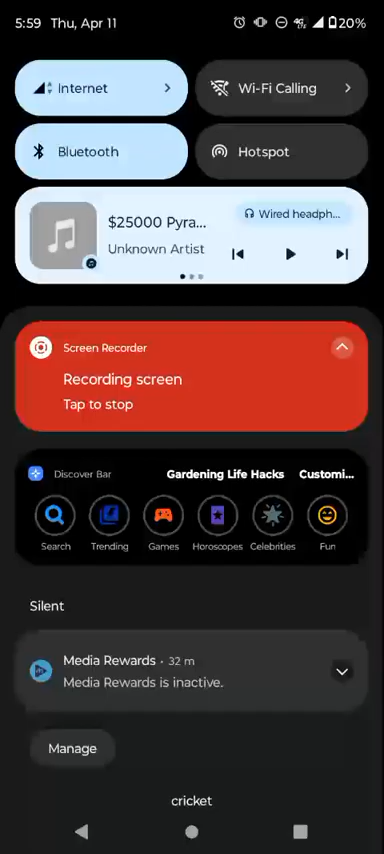 5:59 Thu, Apr 11 4G LTE 20%
Internet Wi-Fi Calling
Bluetooth Hotspot
$25000 Pyra... Wired headph...
Unknown Artist
Screen Recorder
Recording screen
Tap to stop
Discover Bar Gardening Life Hacks Customi...
Search Trending Games Horoscopes Celebrities Fun
Silent
Media Rewards · 32 m
Media Rewards is inactive.
Manage
cricket